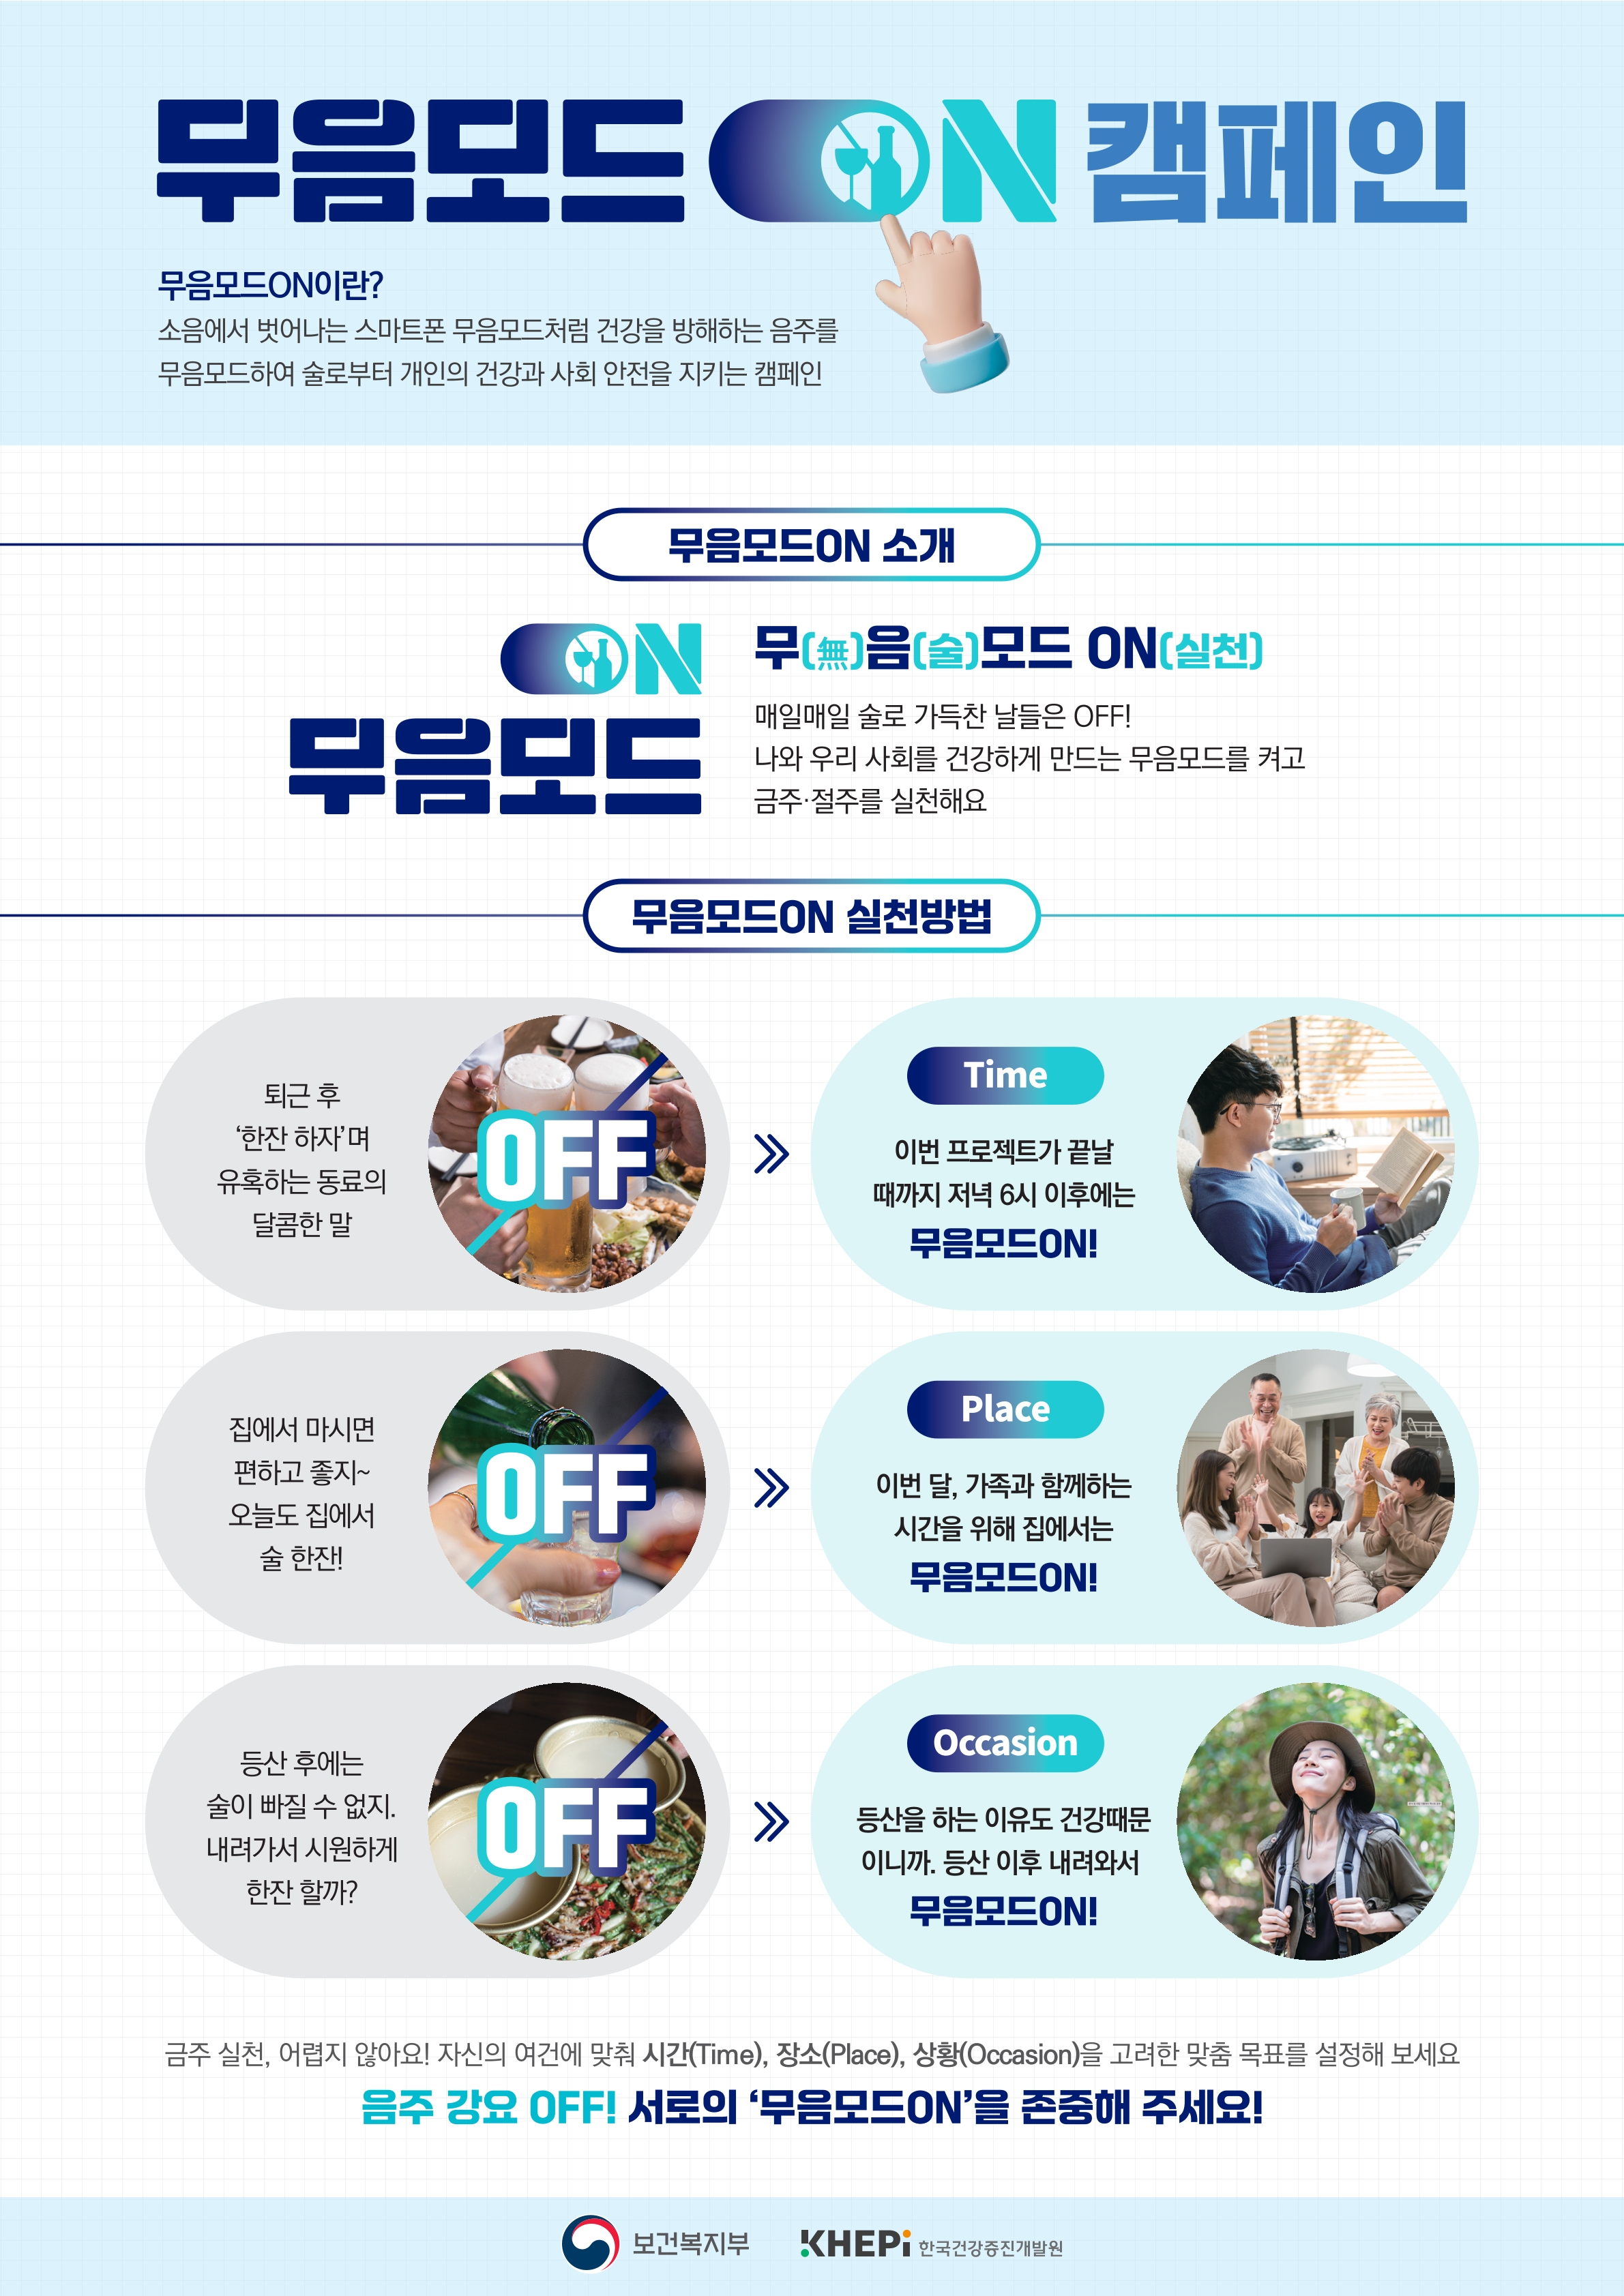 무음모드 ON 캠페인
무음모드ON이란?
소음에서 벗어나는 스마트폰 무음모드처럼 건강을 방해하는 음주를
무음모드하여 술로부터 개인의 건강과 사회 안전을 지키는 캠페인
무음모드ON 소개
ON
무음모드
무(無)음(술)모드 ON(실천)
매일매일 술로 가득찬 날들은 OFF!
나와 우리 사회를 건강하게 만드는 무음모드를 켜고
금주·절주를 실천해요
무음모드ON 실천방법
퇴근 후
‘한잔 하자’며
유혹하는 동료의
달콤한 말
OFF
Time
이번 프로젝트가 끝날
때까지 저녁 6시 이후에는
무음모드ON!
집에서 마시면
편하고 좋지~
오늘도 집에서
술 한잔!
OFF
Place
이번 달, 가족과 함께하는
시간을 위해 집에서는
무음모드ON!
등산 후에는
술이 빠질 수 없지.
내려가서 시원하게
한잔 할까?
OFF
Occasion
등산을 하는 이유도 건강때문
이니까. 등산 이후 내려와서
무음모드ON!
금주 실천, 어렵지 않아요! 자신의 여건에 맞춰 시간(Time), 장소(Place), 상황(Occasion)을 고려한 맞춤 목표를 설정해 보세요
음주 강요 OFF! 서로의 ‘무음모드ON’을 존중해 주세요!
보건복지부
KHEPi 한국건강증진개발원